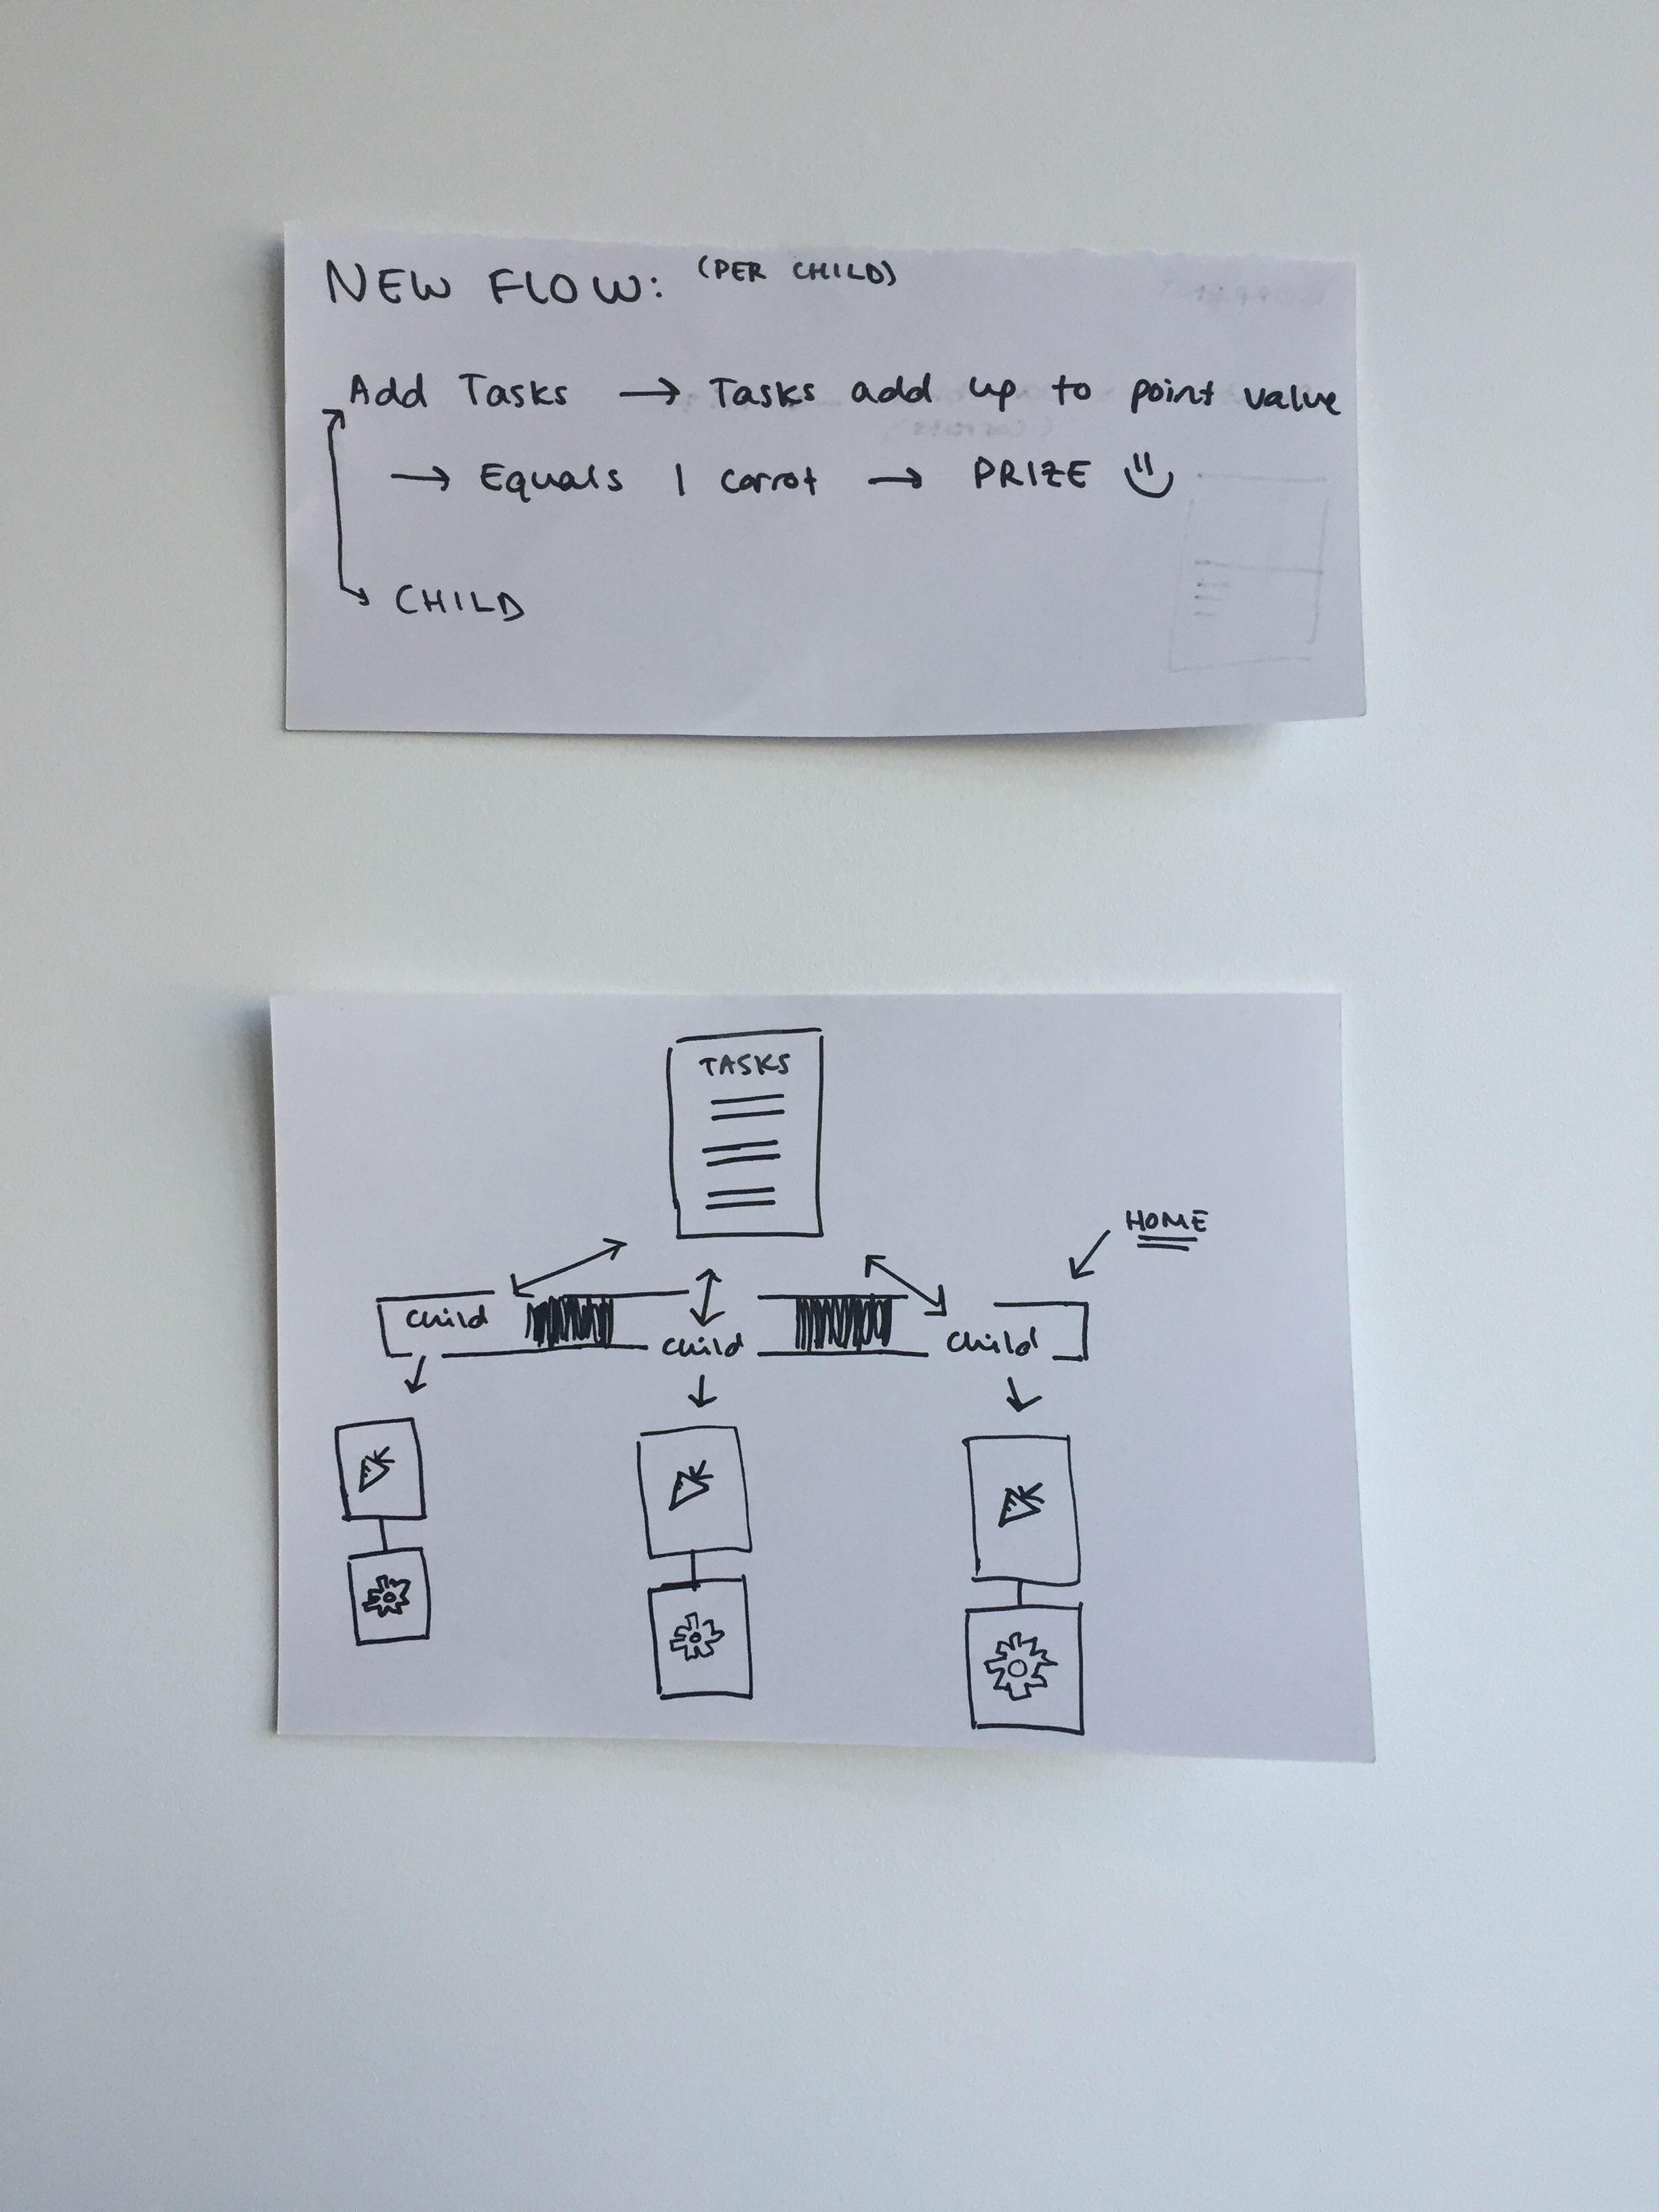 NEW FLOW: (PER CHILD)
Add Tasks → Tasks add up to point value
→ Equals 1 carrot → PRIZE
CHILD
TASKS
HOME
Child
Child
Child